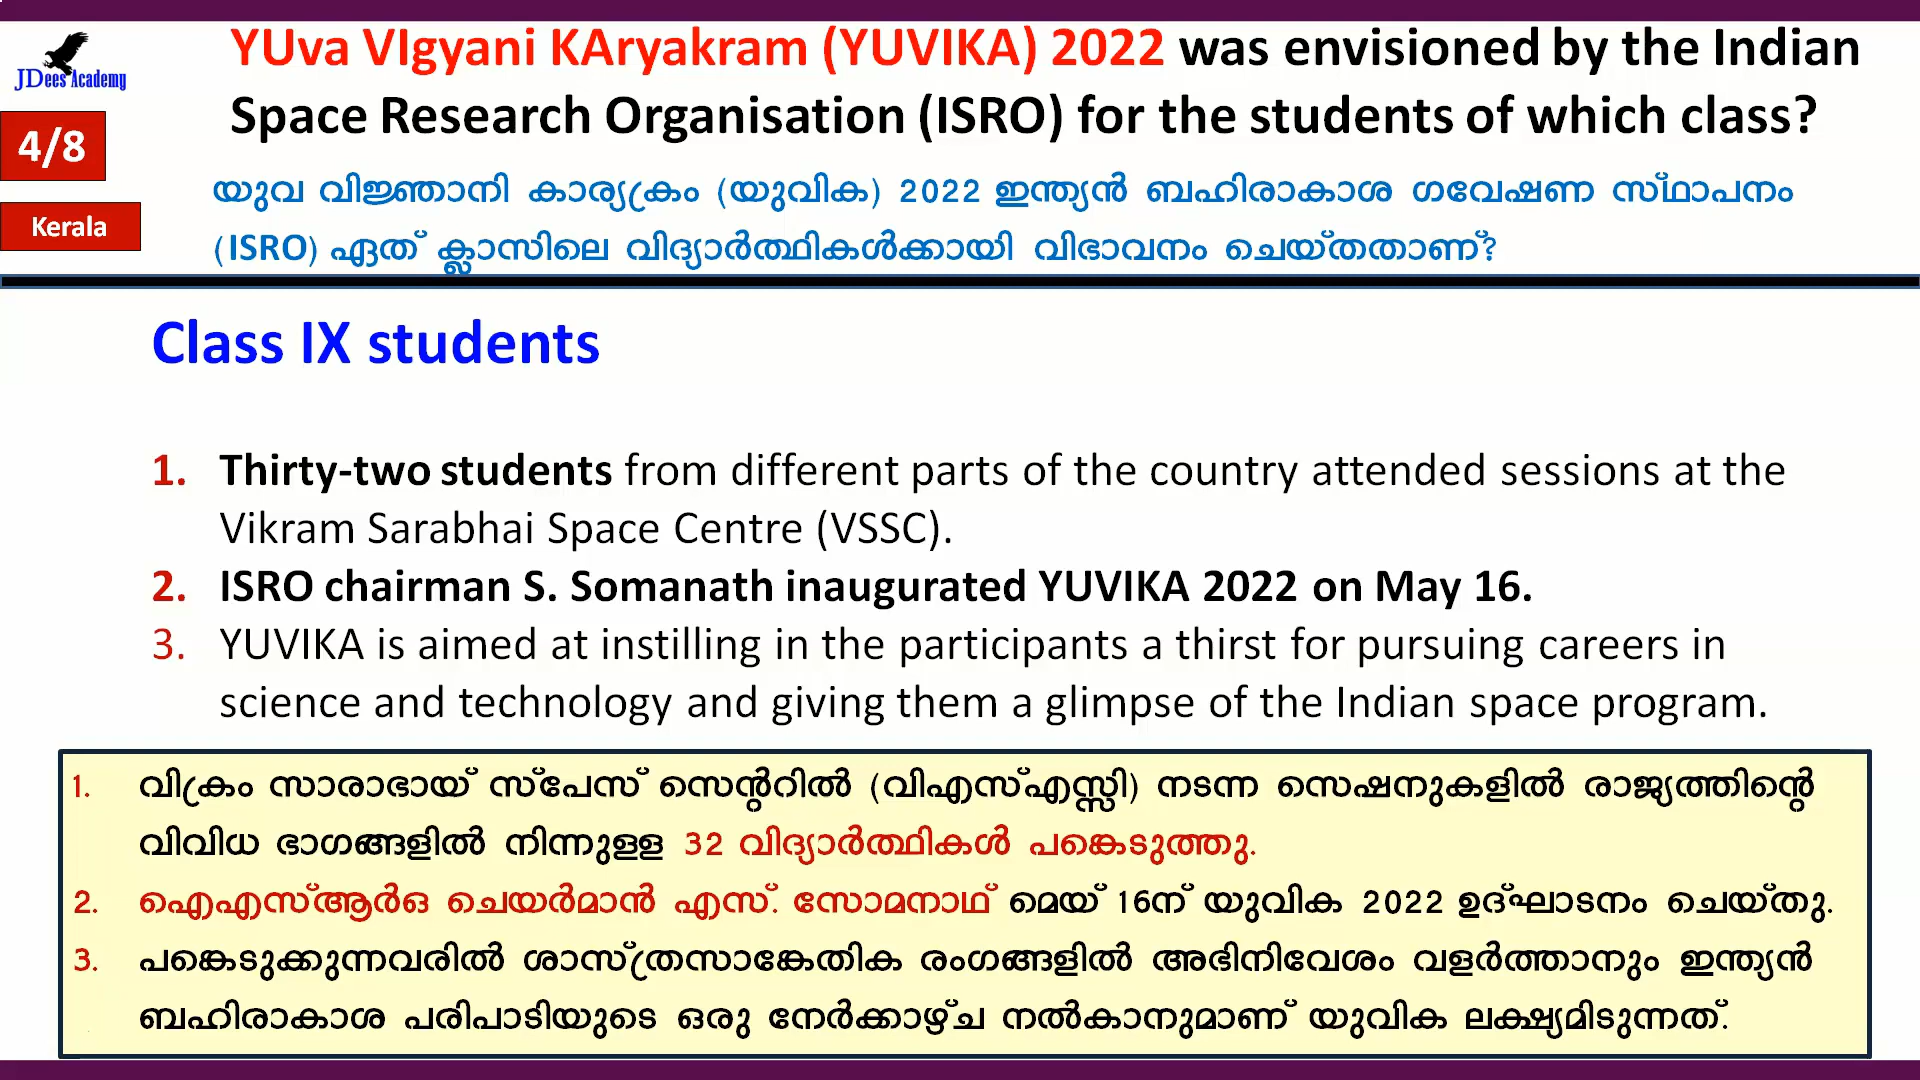 YUva VIgyani KAryakram (YUVIKA) 2022 was envisioned by the Indian
Space Research Organisation (ISRO) for the students of which class?
JDees Academy
4/8
Kerala
യുവ വിജ്ഞാനി കാര്യക്രം (യുവിക) 2022 ഇന്ത്യൻ ബഹിരാകാശ ഗവേഷണ സ്ഥാപനം
(ISRO) ഏത് ക്ലാസിലെ വിദ്യാർത്ഥികൾക്കായി വിഭാവനം ചെയ്തതാണ്?
Class IX students
1. Thirty-two students from different parts of the country attended sessions at the
Vikram Sarabhai Space Centre (VSSC).
2. ISRO chairman S. Somanath inaugurated YUVIKA 2022 on May 16.
3. YUVIKA is aimed at instilling in the participants a thirst for pursuing careers in
science and technology and giving them a glimpse of the Indian space program.
1. വിക്രം സാരാഭായ് സ്പേസ് സെന്ററിൽ (വിഎസ്എസ്സി) നടന്ന സെഷനുകളിൽ രാജ്യത്തിന്റെ
വിവിധ ഭാഗങ്ങളിൽ നിന്നുള്ള 32 വിദ്യാർത്ഥികൾ പങ്കെടുത്തു.
2. ഐഎസ്ആർഒ ചെയർമാൻ എസ്. സോമനാഥ് മെയ് 16ന് യുവിക 2022 ഉദ്ഘാടനം ചെയ്തു.
3. പങ്കെടുക്കുന്നവരിൽ ശാസ്ത്രസാങ്കേതിക രംഗങ്ങളിൽ അഭിനിവേശം വളർത്താനും ഇന്ത്യൻ
ബഹിരാകാശ പരിപാടിയുടെ ഒരു നേർക്കാഴ്ച നൽകാനുമാണ് യുവിക ലക്ഷ്യമിടുന്നത്.